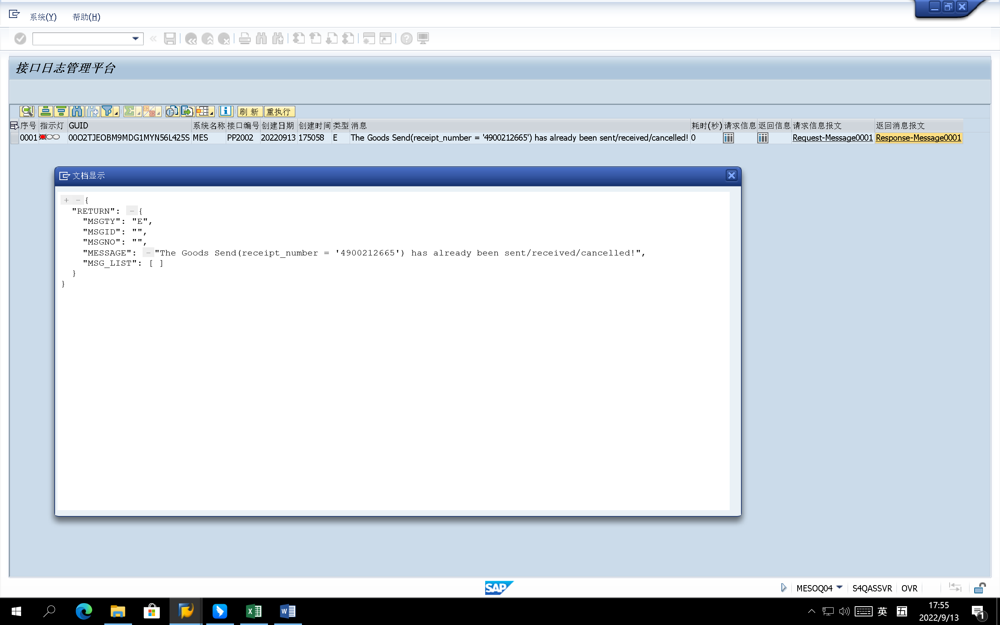 系统(Y) 帮助(H)
接口日志管理平台
刷 新 重执行
序号 指示灯 GUID 系统名称 接口编号 创建日期 创建时间 类型 消息 耗时(秒) 请求信息 返回信息 请求信息报文 返回消息报文
0001 00O2TJEOBM9MDG1MYN56L425S MES PP2002 20220913 175058 E The Goods Send(receipt_number = '4900212665') has already been sent/received/cancelled! 0 Request-Message0001 Response-Message0001
文档显示
+ - {
"RETURN": - {
"MSGTY": "E",
"MSGID": "",
"MSGNO": "",
"MESSAGE": - "The Goods Send(receipt_number = '4900212665') has already been sent/received/cancelled!",
"MSG_LIST": [ ]
}
}
SAP MESOQ04 S4QASSVR OVR
英 五 17:55
2022/9/13 1